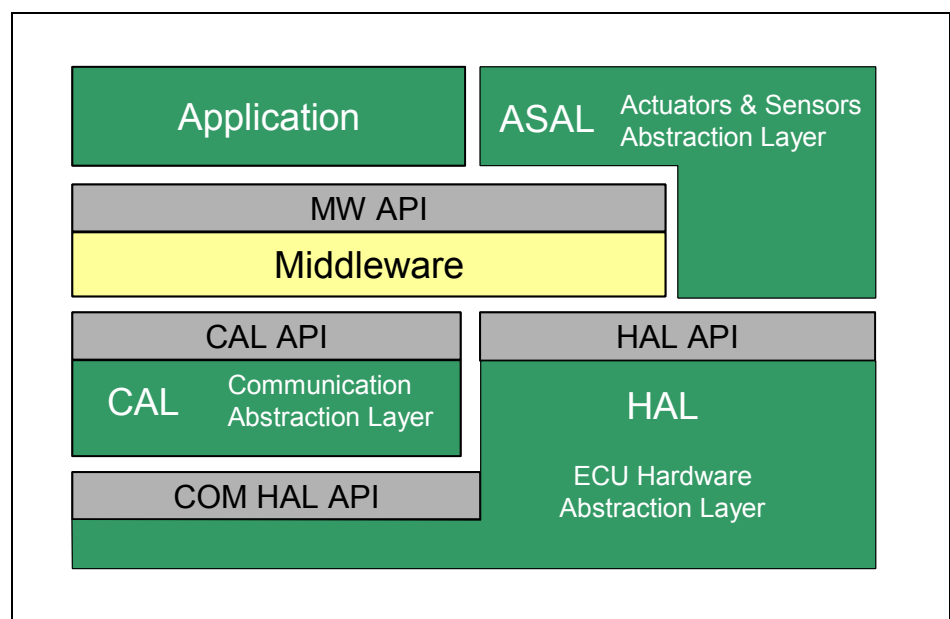 Application
ASAL
Actuators & Sensors
Abstraction Layer
MW API
Middleware
CAL API
HAL API
CAL
Communication
Abstraction Layer
HAL
COM HAL API
ECU Hardware
Abstraction Layer